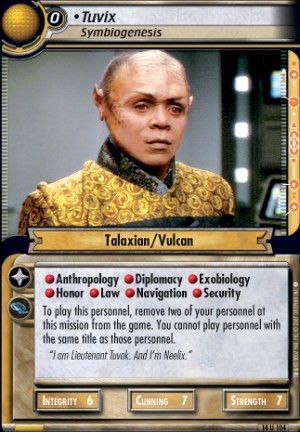 0 • Tuvix
Symbiogenesis
Talaxian/Vulcan
Anthropology Diplomacy Exobiology
Honor Law Navigation Security
To play this personnel, remove two of your personnel at
this mission from the game. You cannot play personnel
with the same title as those personnel.
"I am Lieutenant Tuvok. And I'm Neelix."
INTEGRITY 6 CUNNING 7 STRENGTH 7
14 U 104